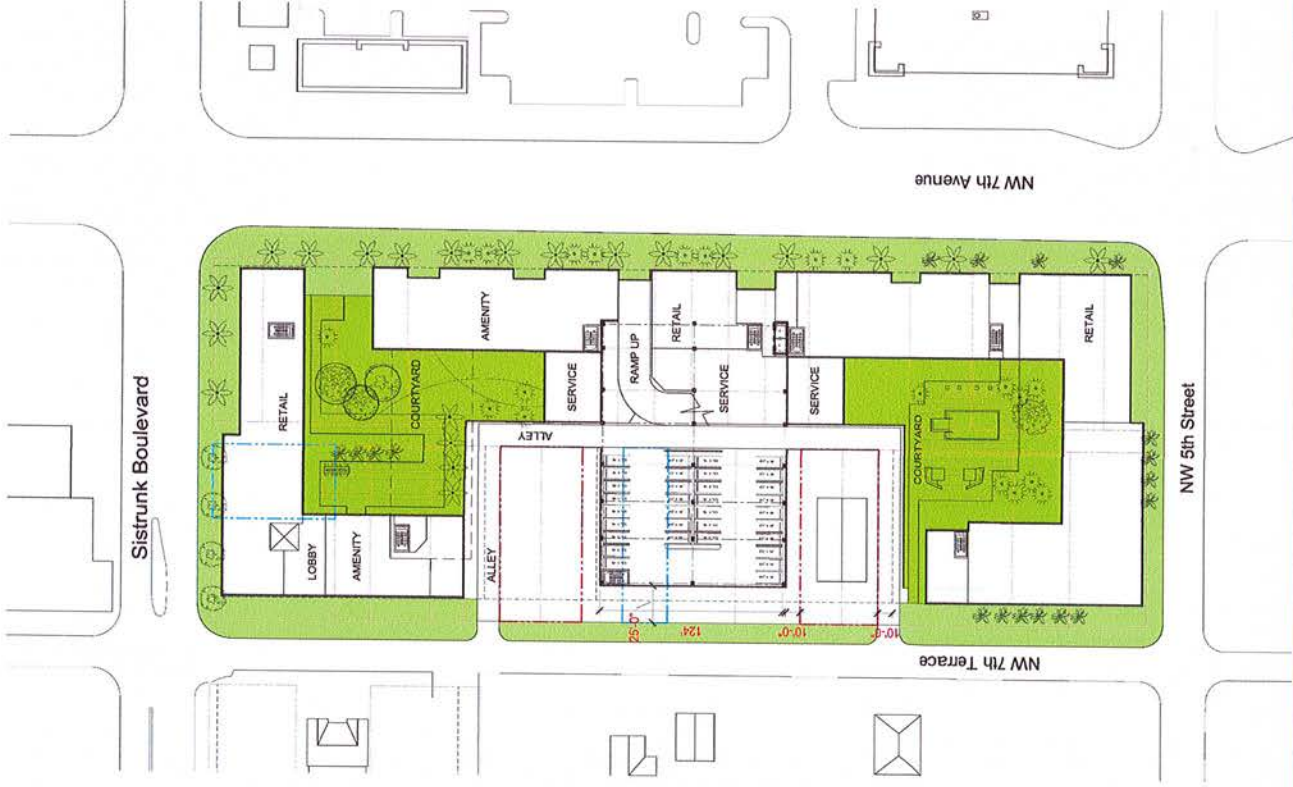 NW 7th Avenue
Sistrunk Boulevard
RETAIL
COURTYARD
AMENITY
SERVICE
RAMP UP
RETAIL
SERVICE
SERVICE
RETAIL
ALLEY
COURTYARD
NW 5th Street
LOBBY
AMENITY
ALLEY
25'-0"
124'
10'-0"
10'-0"
NW 7th Terrace